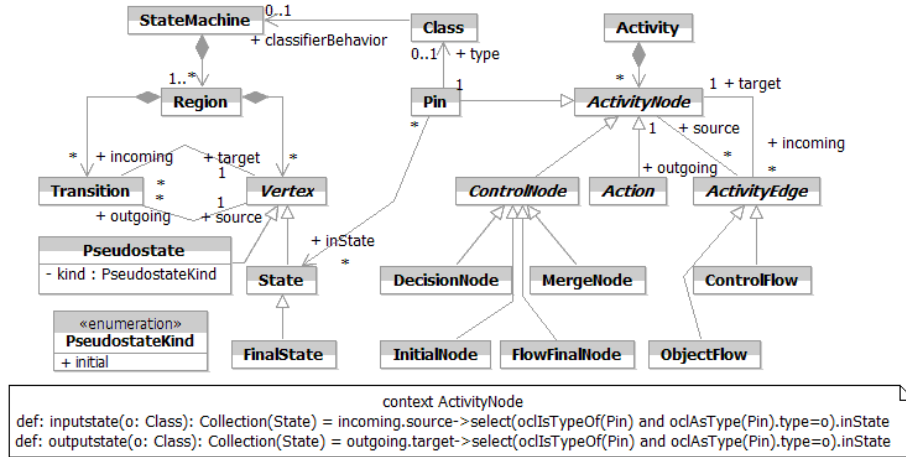 StateMachine
0..1
Class
Activity
+ classifierBehavior
0..1
+ type
1..*
*
1
1
+ target
Region
Pin
ActivityNode
*
+ source
1
*
+ incoming
+ target
*
+ incoming
Transition
*
1
Vertex
ControlNode
+ outgoing
Action
*
*
ActivityEdge
*
1
+ outgoing
+ source
Pseudostate
- kind : PseudostateKind
+ inState
*
State
DecisionNode
MergeNode
ControlFlow
«enumeration»
PseudostateKind
+ initial
FinalState
InitialNode
FlowFinalNode
ObjectFlow
context ActivityNode
def: inputstate(o: Class): Collection(State) = incoming.source->select(oclIsTypeOf(Pin) and oclAsType(Pin).type=o).inState
def: outputstate(o: Class): Collection(State) = outgoing.target->select(oclIsTypeOf(Pin) and oclAsType(Pin).type=o).inState